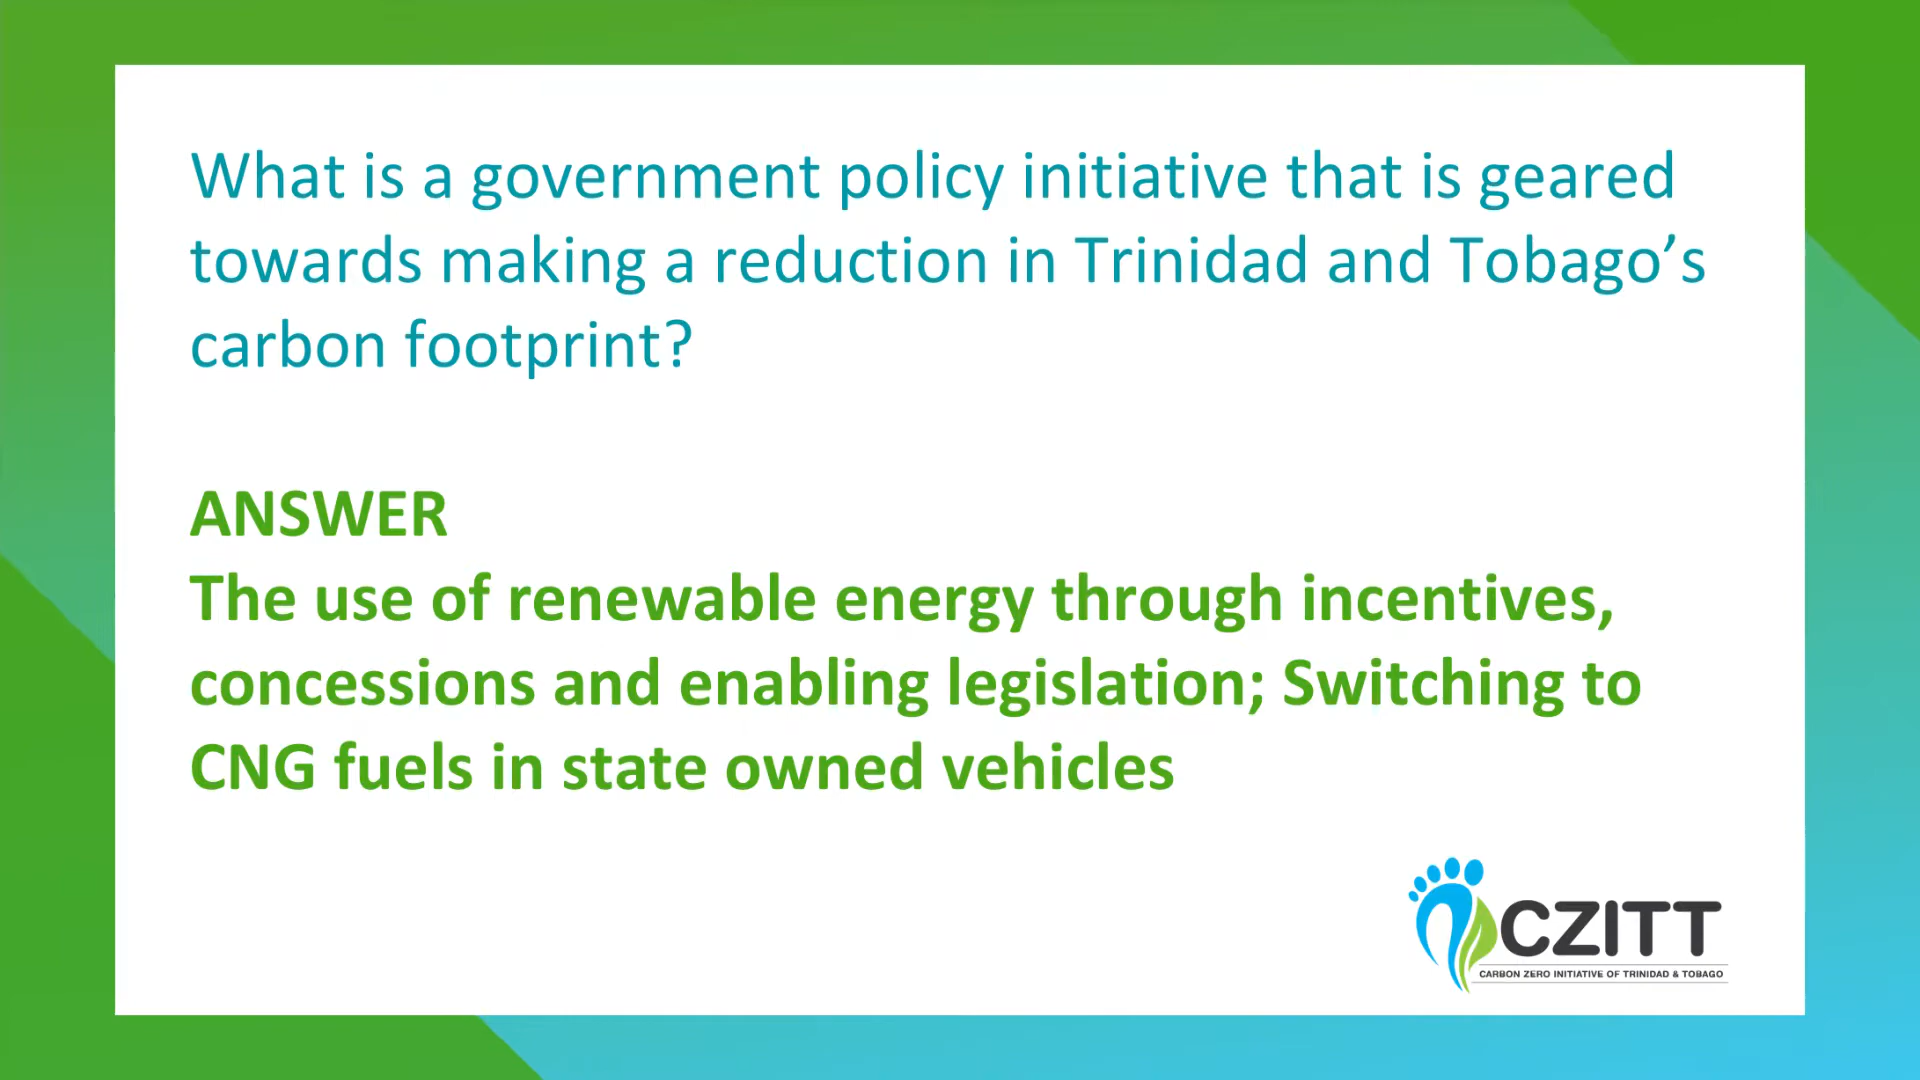 What is a government policy initiative that is geared
towards making a reduction in Trinidad and Tobago’s
carbon footprint?
ANSWER
The use of renewable energy through incentives,
concessions and enabling legislation; Switching to
CNG fuels in state owned vehicles
CZITT
CARBON ZERO INITIATIVE OF TRINIDAD & TOBAGO